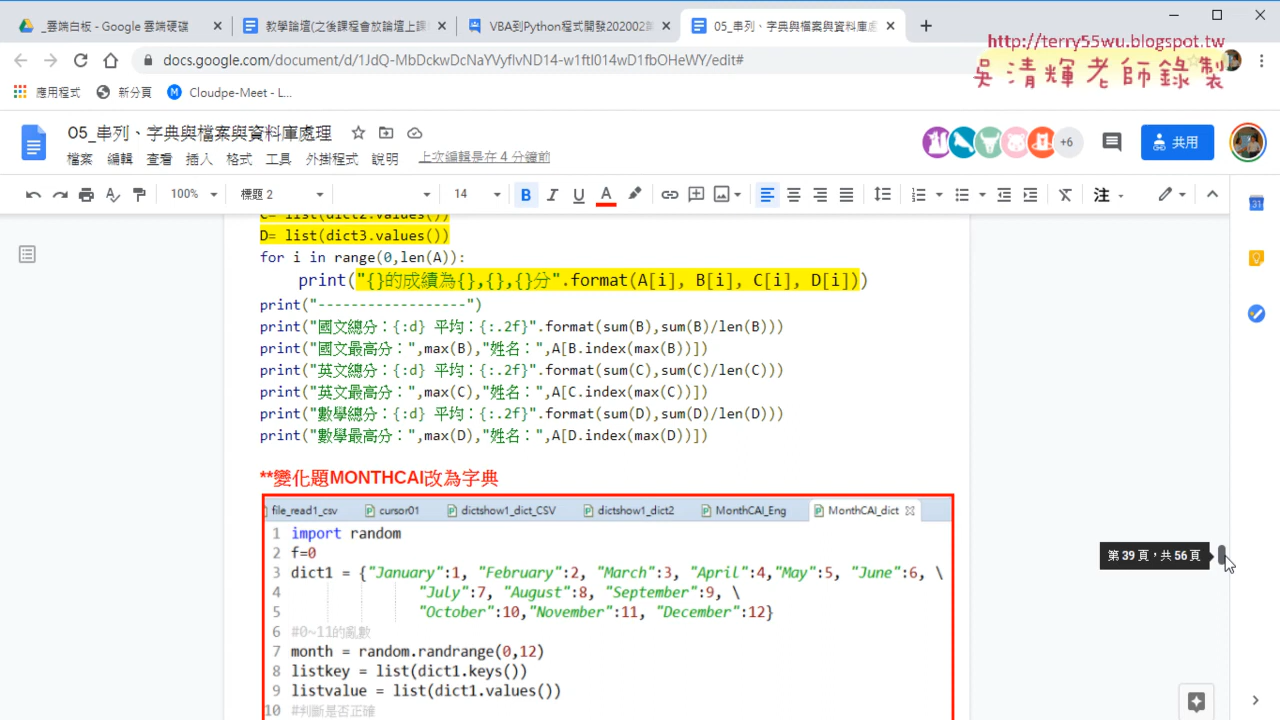 _雲端白板 - Google 雲端硬碟
教學論壇(之後課程會放論壇上課
VBA到Python程式開發202002第
05_串列、字典與檔案與資料庫處
http://terry55wu.blogspot.tw
吳清輝老師錄製
docs.google.com/document/d/1JdQ-MbDckwDcNaYVyfIvND14-w1ftI014wD1fbOHeWY/edit#
應用程式 新分頁 Cloudpe-Meet - L...
05_串列、字典與檔案與資料庫處理
檔案 編輯 查看 插入 格式 工具 外掛程式 說明 上次編輯是在 4 分鐘前
+6
共用
100% 標題 2 14 B I U A 注
31
C= list(dict2.values())
D= list(dict3.values())
for i in range(0,len(A)):
print("{}的成績為{},{},{}分".format(A[i], B[i], C[i], D[i]))
print("------------------")
print("國文總分：{:d} 平均：{:.2f}".format(sum(B),sum(B)/len(B)))
print("國文最高分：",max(B),"姓名：",A[B.index(max(B))])
print("英文總分：{:d} 平均：{:.2f}".format(sum(C),sum(C)/len(C)))
print("英文最高分：",max(C),"姓名：",A[C.index(max(C))])
print("數學總分：{:d} 平均：{:.2f}".format(sum(D),sum(D)/len(D)))
print("數學最高分：",max(D),"姓名：",A[D.index(max(D))])
**變化題MONTHCAI改為字典
file_read1_csv cursor01 dictshow1_dict_CSV dictshow1_dict2 MonthCAI_Eng MonthCAI_dict
1 import random
2 f=0
3 dict1 = {"January":1, "February":2, "March":3, "April":4,"May":5, "June":6, \
4 "July":7, "August":8, "September":9, \
5 "October":10,"November":11, "December":12}
6 #0~11的亂數
7 month = random.randrange(0,12)
8 listkey = list(dict1.keys())
9 listvalue = list(dict1.values())
10 #判斷是否正確
第 39 頁，共 56 頁